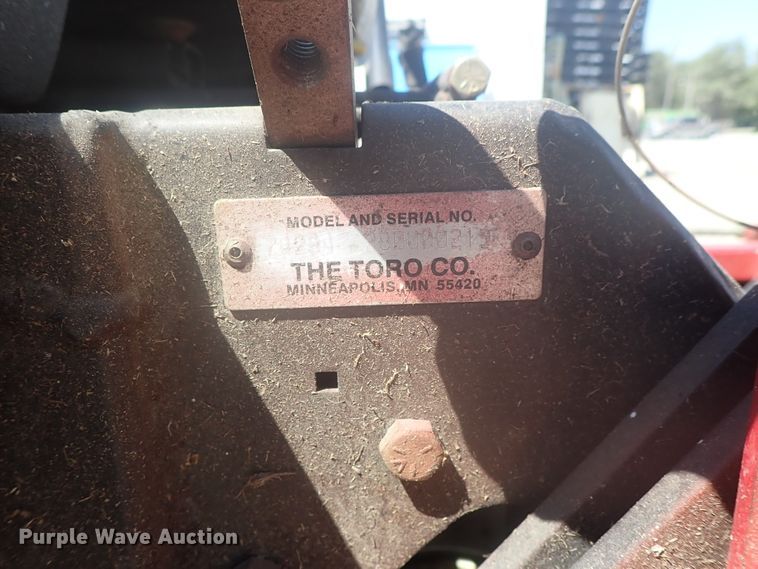 MODEL AND SERIAL NO.
THE TORO CO.
MINNEAPOLIS, MN 55420
Purple Wave Auction®